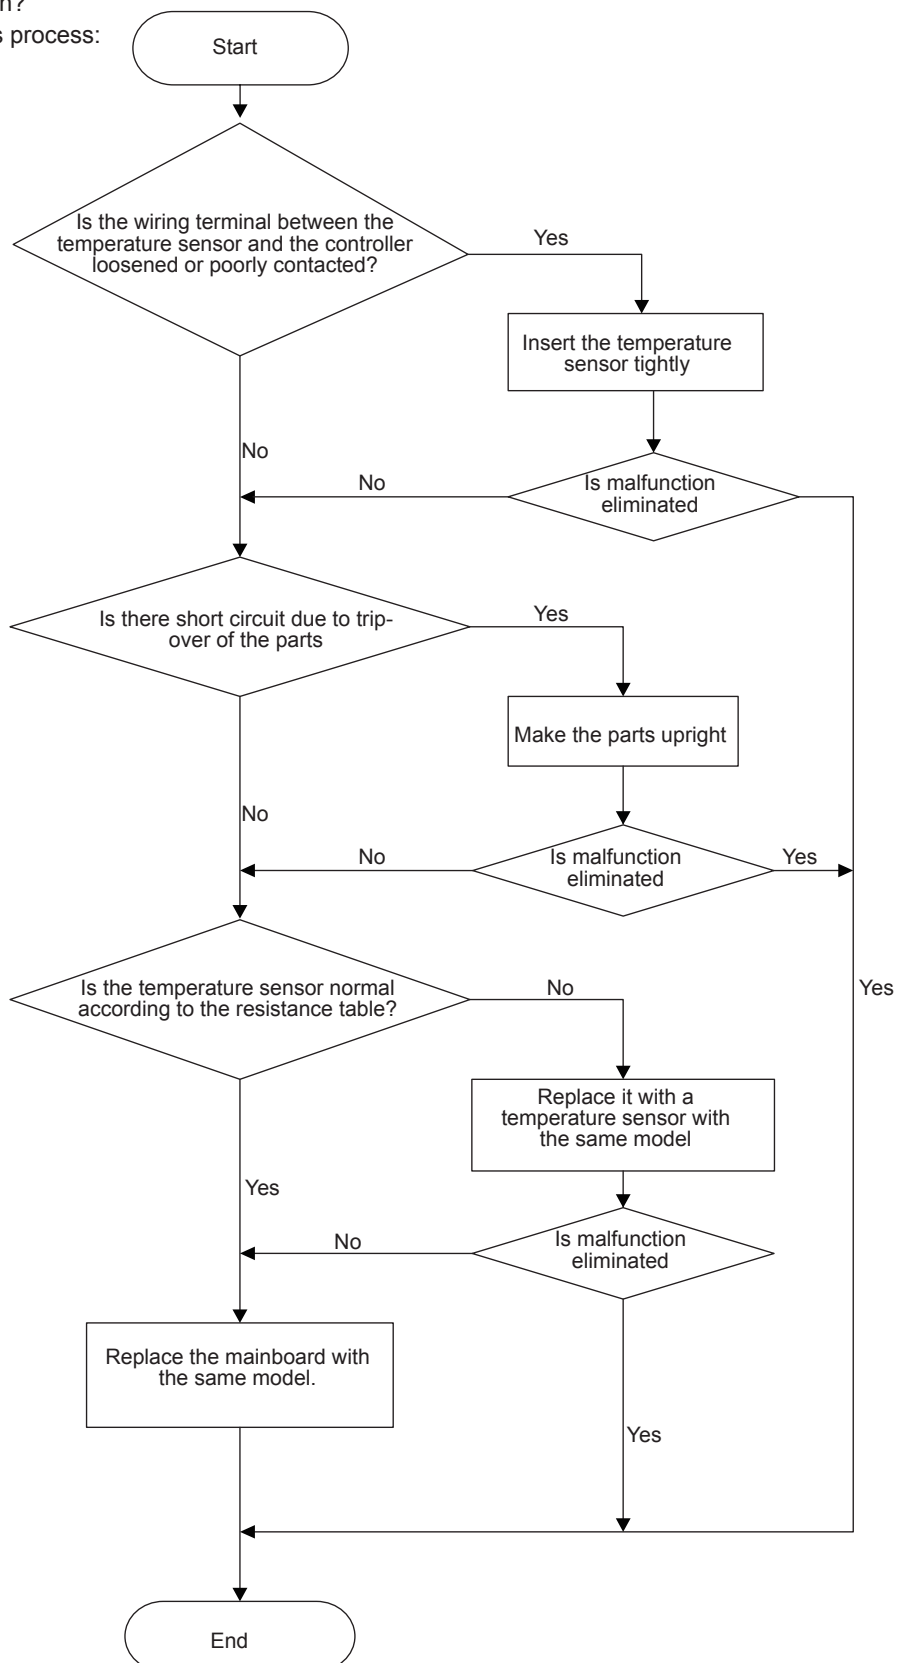 s process:
Start
Is the wiring terminal between the
temperature sensor and the controller
loosened or poorly contacted?
Yes
Insert the temperature
sensor tightly
No
No
Is malfunction
eliminated
Is there short circuit due to trip-
over of the parts
Yes
Make the parts upright
No
No
Is malfunction
eliminated
Yes
Is the temperature sensor normal
according to the resistance table?
No
Yes
Replace it with a
temperature sensor with
the same model
Yes
No
Is malfunction
eliminated
Replace the mainboard with
the same model.
Yes
End